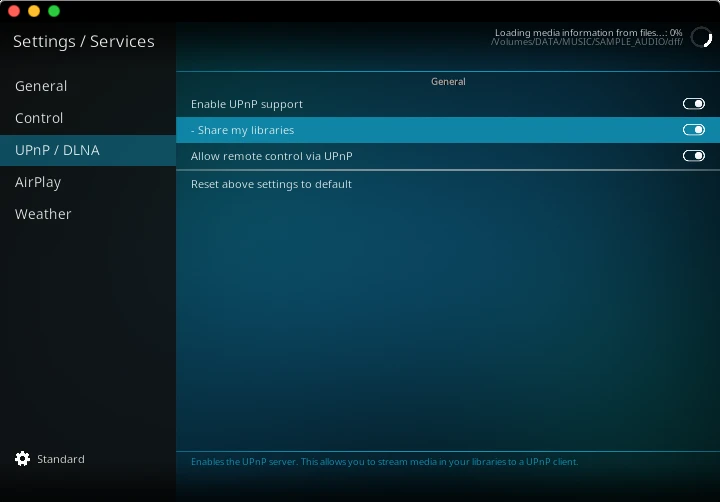 Settings / Services
Loading media information from files...: 0%
/Volumes/DATA/MUSIC/SAMPLE_AUDIO/dff/
General
Control
UPnP / DLNA
AirPlay
Weather
General
Enable UPnP support
- Share my libraries
Allow remote control via UPnP
Reset above settings to default
Standard
Enables the UPnP server. This allows you to stream media in your libraries to a UPnP client.